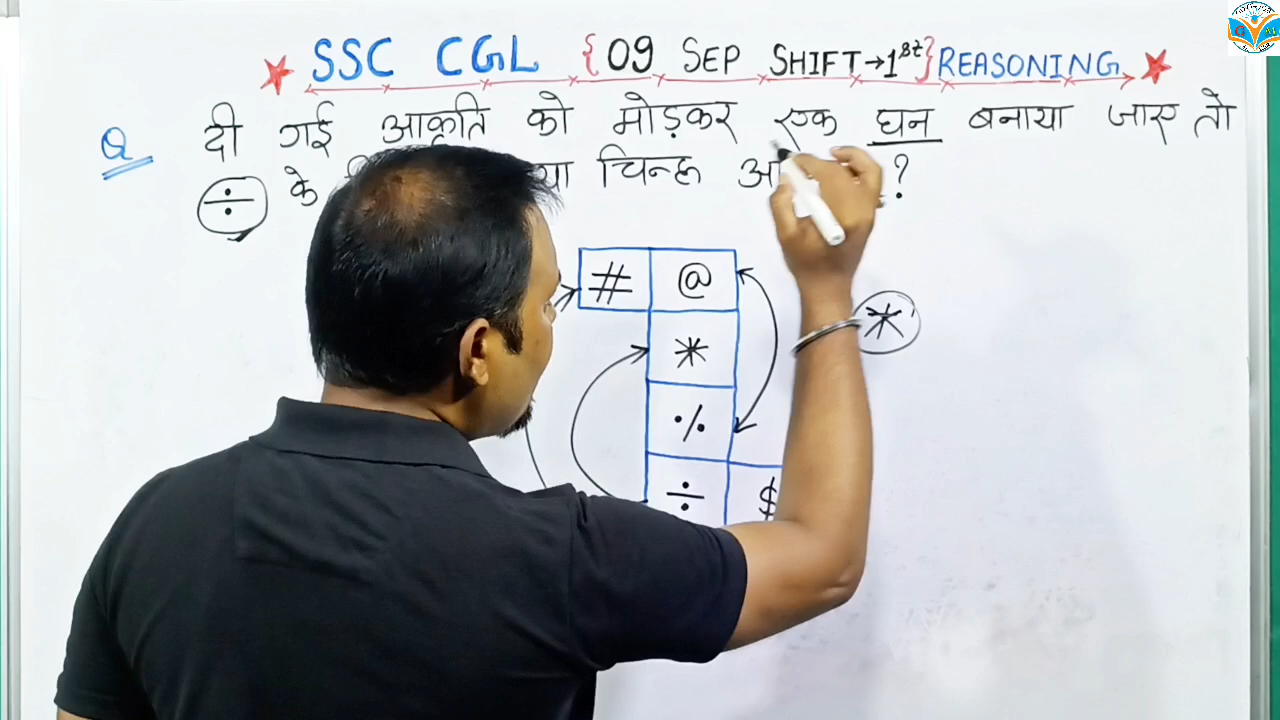 SSC CGL {09 SEP SHIFT→1st} REASONING
Q दी गई आकृति को मोड़कर एक घन बनाया जाए तो
÷ के चिन्ह ?
# @
*
%
÷ $
*